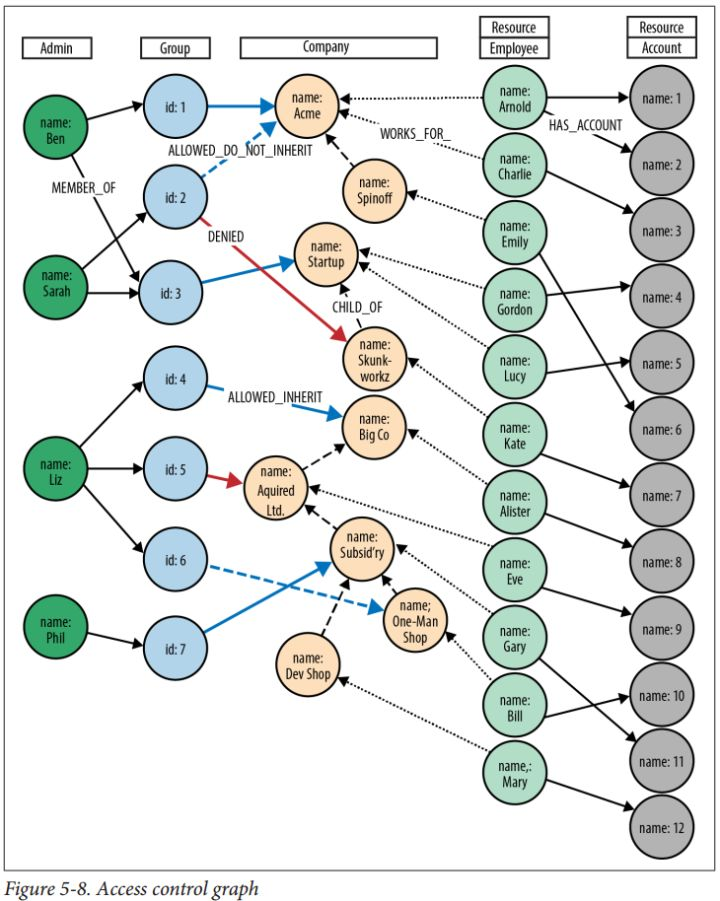 Resource
Resource
Admin
Group
Company
Employee
Account
name:
Ben
id: 1
name:
Acme
name:
Arnold
name: 1
HAS_ACCOUNT
WORKS_FOR_
ALLOWED_DO_NOT_INHERIT
name:
Charlie
name: 2
MEMBER_OF
id: 2
name:
Spinoff
DENIED
name:
Emily
name: 3
name:
Startup
name:
Sarah
id: 3
name:
Gordon
name: 4
CHILD_OF
name:
Skunk-
workz
name:
Lucy
name: 5
id: 4
ALLOWED_INHERIT
name:
Big Co
name:
Kate
name: 6
name:
Liz
id: 5
name:
Aquired
Ltd.
name:
Alister
name: 7
id: 6
name:
Subsid'ry
name:
Eve
name: 8
name;
One-Man
Shop
name:
Phil
id: 7
name:
Dev Shop
name:
Gary
name: 9
name:
Bill
name: 10
name,:
Mary
name: 11
name: 12
Figure 5-8. Access control graph